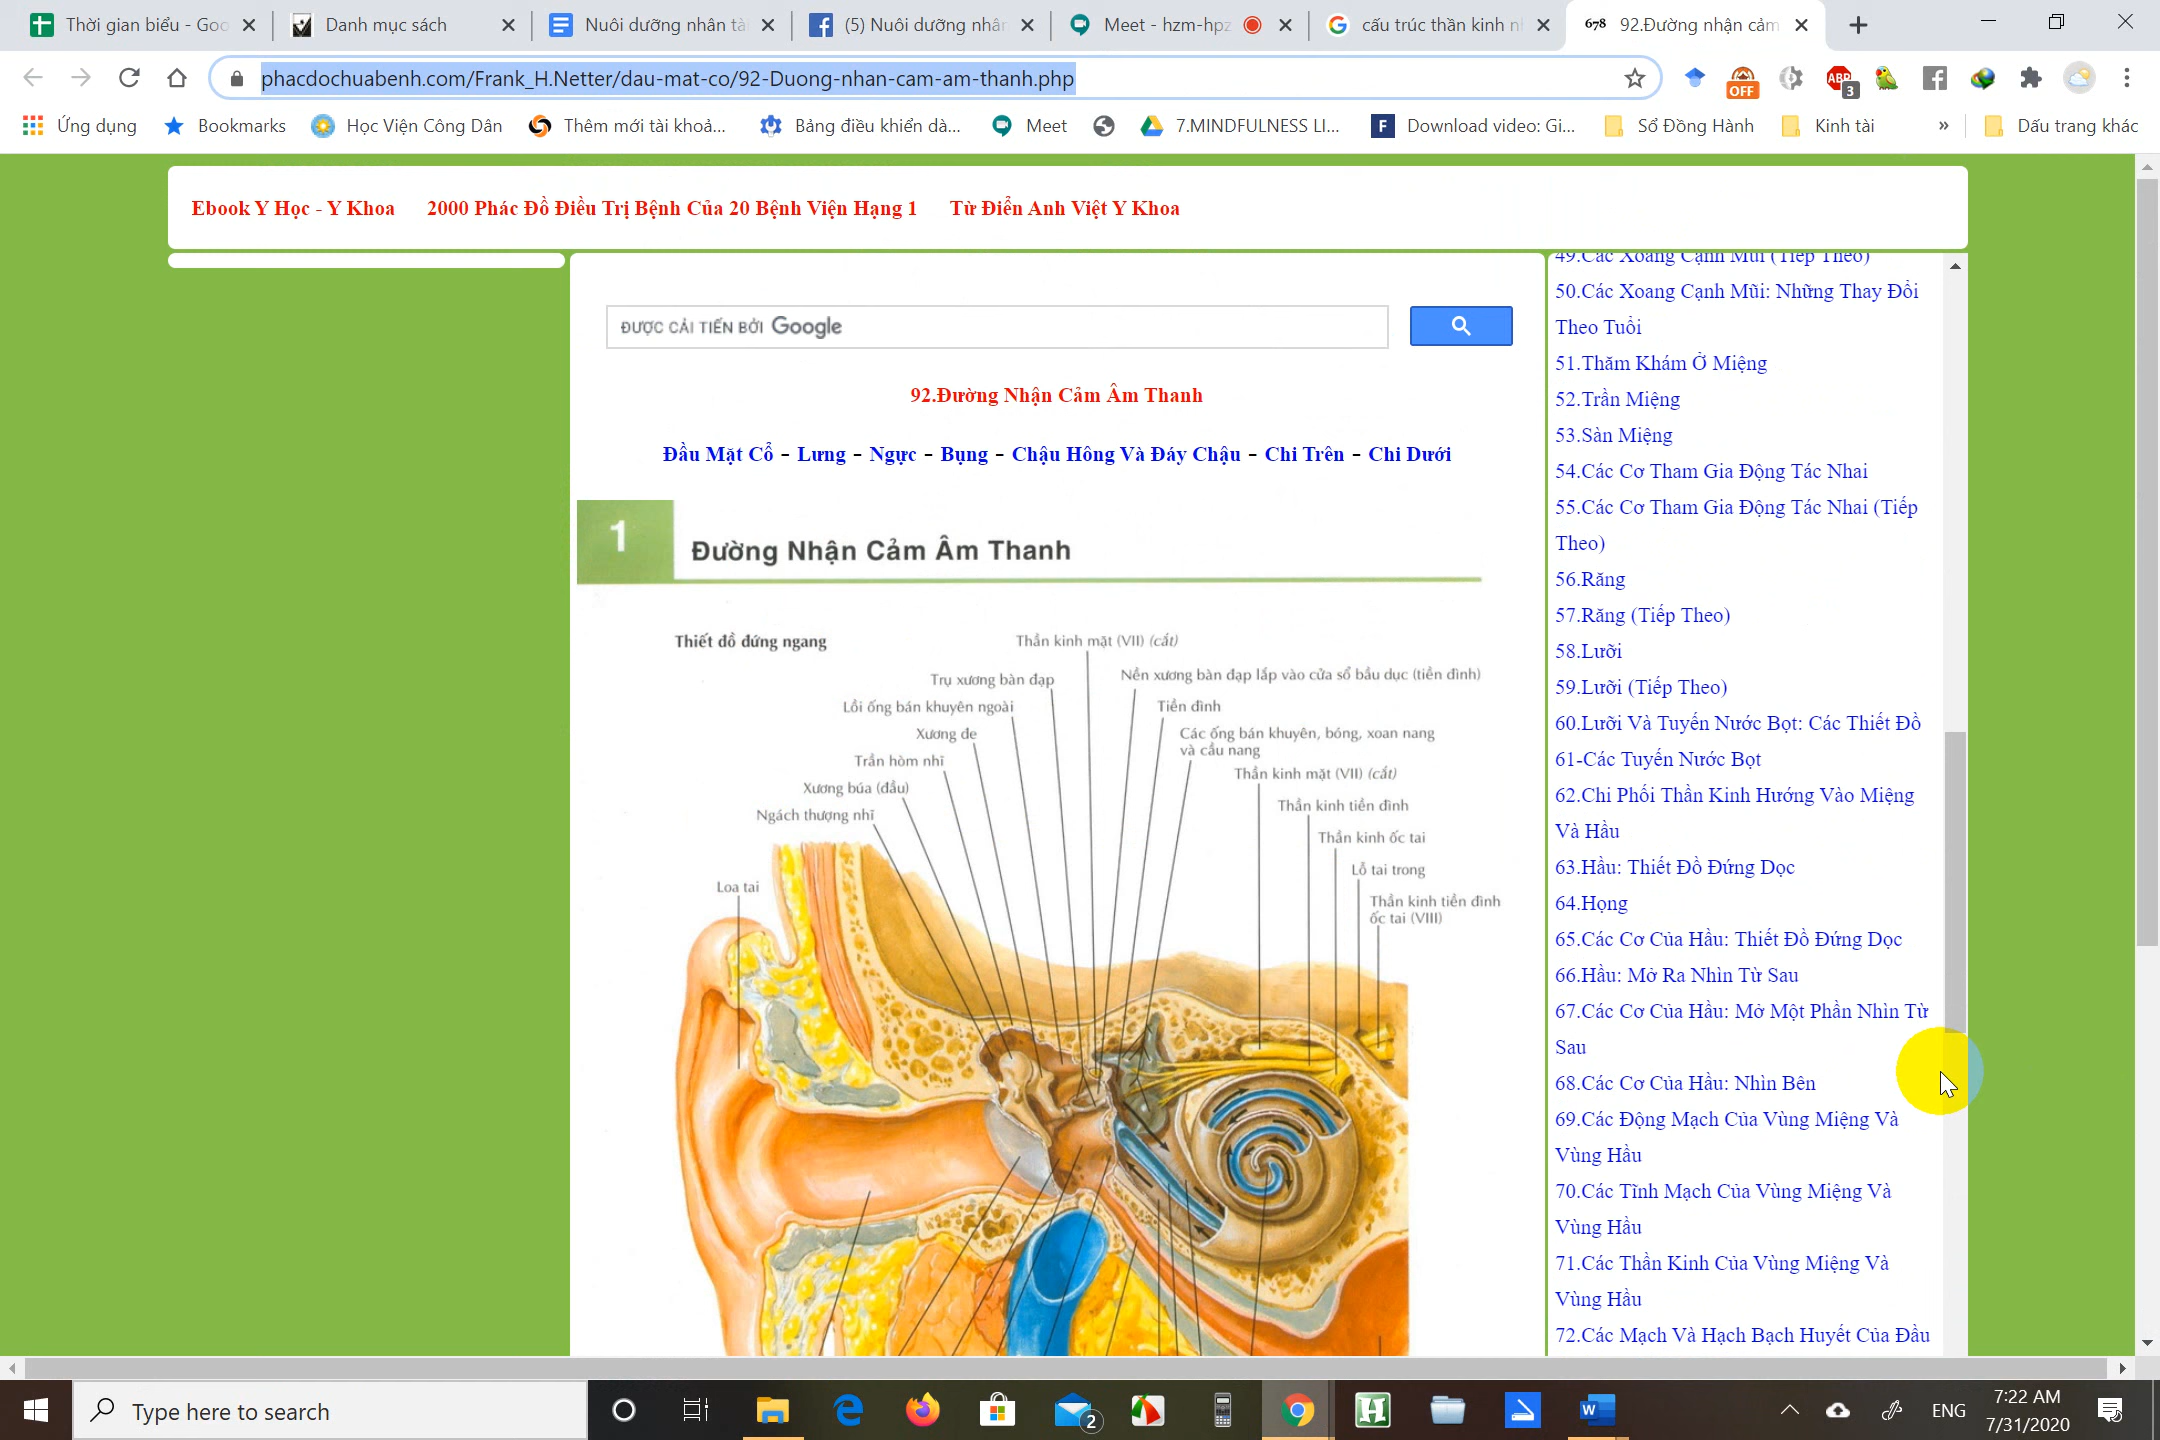 Thời gian biểu - Goo
Danh mục sách
Nuôi dưỡng nhân tà
(5) Nuôi dưỡng nhân
Meet - hzm-hpz
cấu trúc thần kinh n
678
92.Đường nhận cảm
phacdochuabenh.com/Frank_H.Netter/dau-mat-co/92-Duong-nhan-cam-am-thanh.php
OFF
ABP
3
Ứng dụng
Bookmarks
Học Viện Công Dân
Thêm mới tài khoả...
Bảng điều khiển dà...
Meet
7.MINDFULNESS LI...
F
Download video: Gi...
Sổ Đồng Hành
Kinh tài
»
Dấu trang khác
Ebook Y Học - Y Khoa
2000 Phác Đồ Điều Trị Bệnh Của 20 Bệnh Viện Hạng 1
Từ Điển Anh Việt Y Khoa
ĐƯỢC CẢI TIẾN BỞI Google
92.Đường Nhận Cảm Âm Thanh
Đầu Mặt Cổ - Lưng - Ngực - Bụng - Chậu Hông Và Đáy Chậu - Chi Trên - Chi Dưới
1
Đường Nhận Cảm Âm Thanh
Thiết đồ đứng ngang
Thần kinh mặt (VII) (cắt)
Trụ xương bàn đạp
Nền xương bàn đạp lắp vào cửa sổ bầu dục (tiền đình)
Lồi ống bán khuyên ngoài
Tiền đình
Xương đe
Các ống bán khuyên, bóng, xoan nang
và cầu nang
Trần hòm nhĩ
Thần kinh mặt (VII) (cắt)
Xương búa (đầu)
Thần kinh tiền đình
Ngách thượng nhĩ
Thần kinh ốc tai
Lỗ tai trong
Loa tai
Thần kinh tiền đình
ốc tai (VIII)
49.Các Xoang Cạnh Mũi (Tiếp Theo)
50.Các Xoang Cạnh Mũi: Những Thay Đổi
Theo Tuổi
51.Thăm Khám Ở Miệng
52.Trần Miệng
53.Sàn Miệng
54.Các Cơ Tham Gia Động Tác Nhai
55.Các Cơ Tham Gia Động Tác Nhai (Tiếp
Theo)
56.Răng
57.Răng (Tiếp Theo)
58.Lưỡi
59.Lưỡi (Tiếp Theo)
60.Lưỡi Và Tuyến Nước Bọt: Các Thiết Đồ
61-Các Tuyến Nước Bọt
62.Chi Phối Thần Kinh Hướng Vào Miệng
Và Hầu
63.Hầu: Thiết Đồ Đứng Dọc
64.Họng
65.Các Cơ Của Hầu: Thiết Đồ Đứng Dọc
66.Hầu: Mở Ra Nhìn Từ Sau
67.Các Cơ Của Hầu: Mở Một Phần Nhìn Từ
Sau
68.Các Cơ Của Hầu: Nhìn Bên
69.Các Động Mạch Của Vùng Miệng Và
Vùng Hầu
70.Các Tĩnh Mạch Của Vùng Miệng Và
Vùng Hầu
71.Các Thần Kinh Của Vùng Miệng Và
Vùng Hầu
72.Các Mạch Và Hạch Bạch Huyết Của Đầu
Type here to search
2
ENG
7:22 AM
7/31/2020